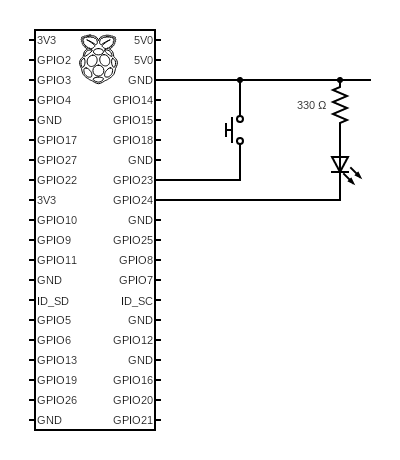 3V3 5V0
GPIO2 5V0
GPIO3 GND
GPIO4 GPIO14
GND GPIO15
GPIO17 GPIO18
GPIO27 GND
GPIO22 GPIO23
3V3 GPIO24
GPIO10 GND
GPIO9 GPIO25
GPIO11 GPIO8
GND GPIO7
ID_SD ID_SC
GPIO5 GND
GPIO6 GPIO12
GPIO13 GND
GPIO19 GPIO16
GPIO26 GPIO20
GND GPIO21
330 Ω